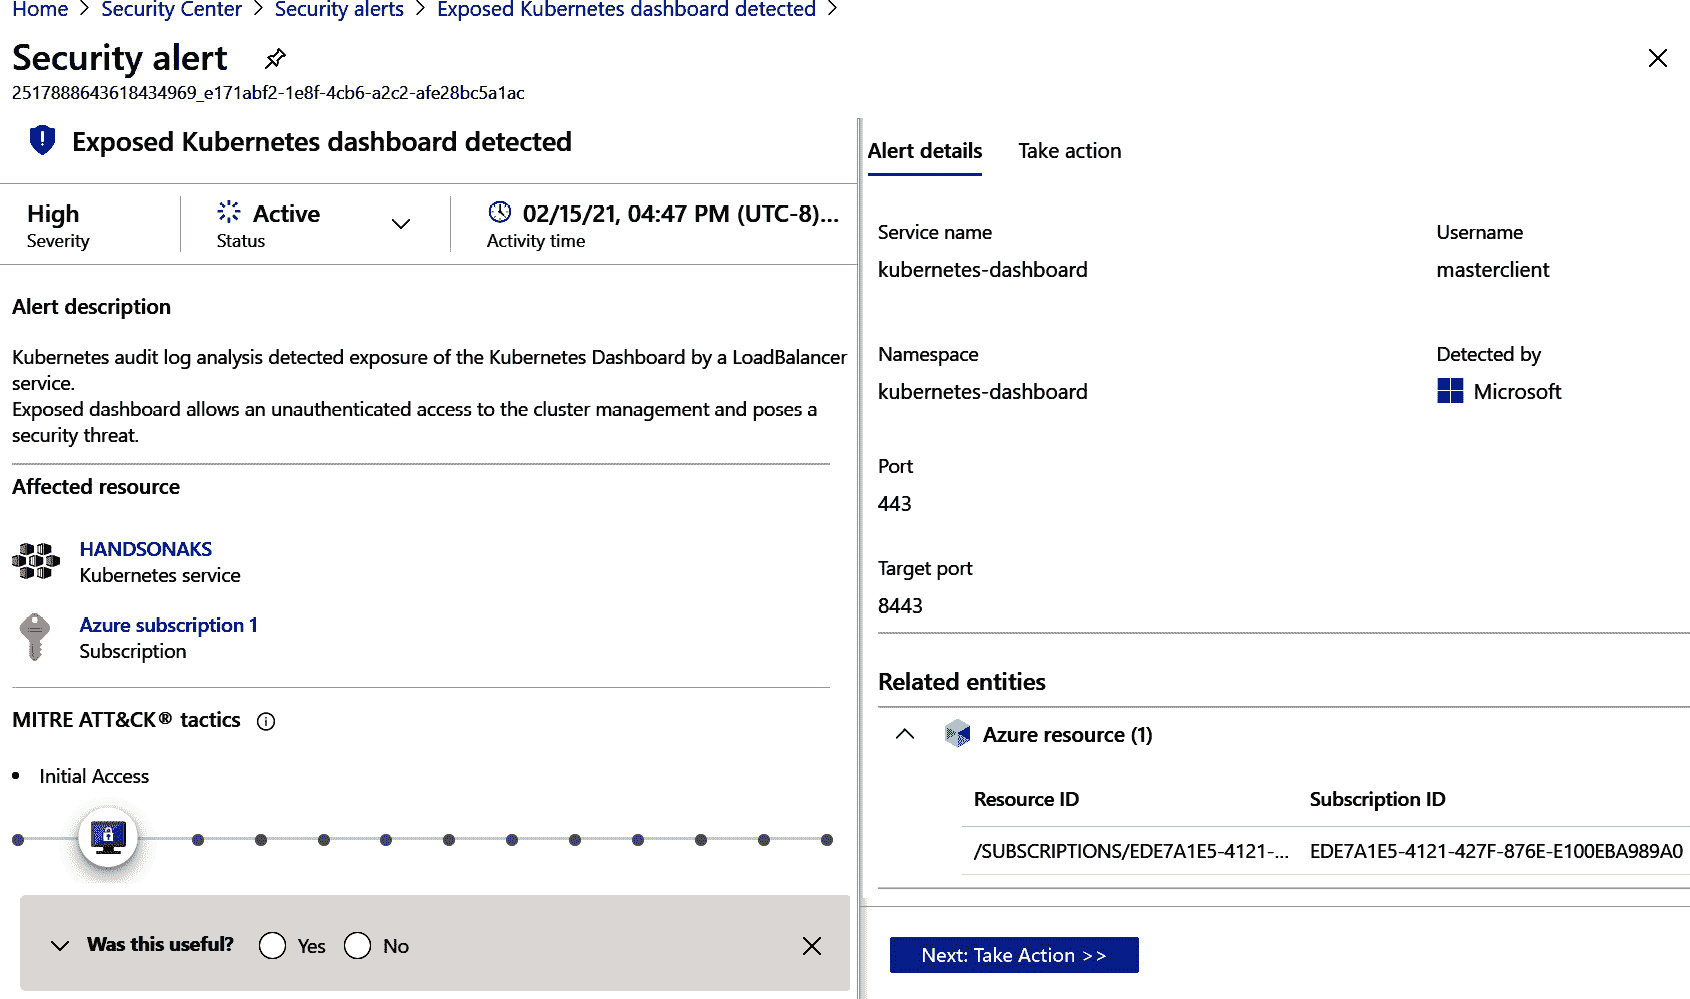 Home > Security Center > Security alerts > Exposed Kubernetes dashboard detected >
Security alert
2517888643618434969_e171abf2-1e8f-4cb6-a2c2-afe28bc5a1ac
Exposed Kubernetes dashboard detected
High
Severity
Active
Status
02/15/21, 04:47 PM (UTC-8)...
Activity time
Alert description
Kubernetes audit log analysis detected exposure of the Kubernetes Dashboard by a LoadBalancer
service.
Exposed dashboard allows an unauthenticated access to the cluster management and poses a
security threat.
Affected resource
HANDSONAKS
Kubernetes service
Azure subscription 1
Subscription
MITRE ATT&CK® tactics
• Initial Access
Was this useful? Yes No
Alert details Take action
Service name
kubernetes-dashboard
Username
masterclient
Namespace
kubernetes-dashboard
Detected by
Microsoft
Port
443
Target port
8443
Related entities
Azure resource (1)
Resource ID Subscription ID
/SUBSCRIPTIONS/EDE7A1E5-4121-... EDE7A1E5-4121-427F-876E-E100EBA989A0
Next: Take Action >>